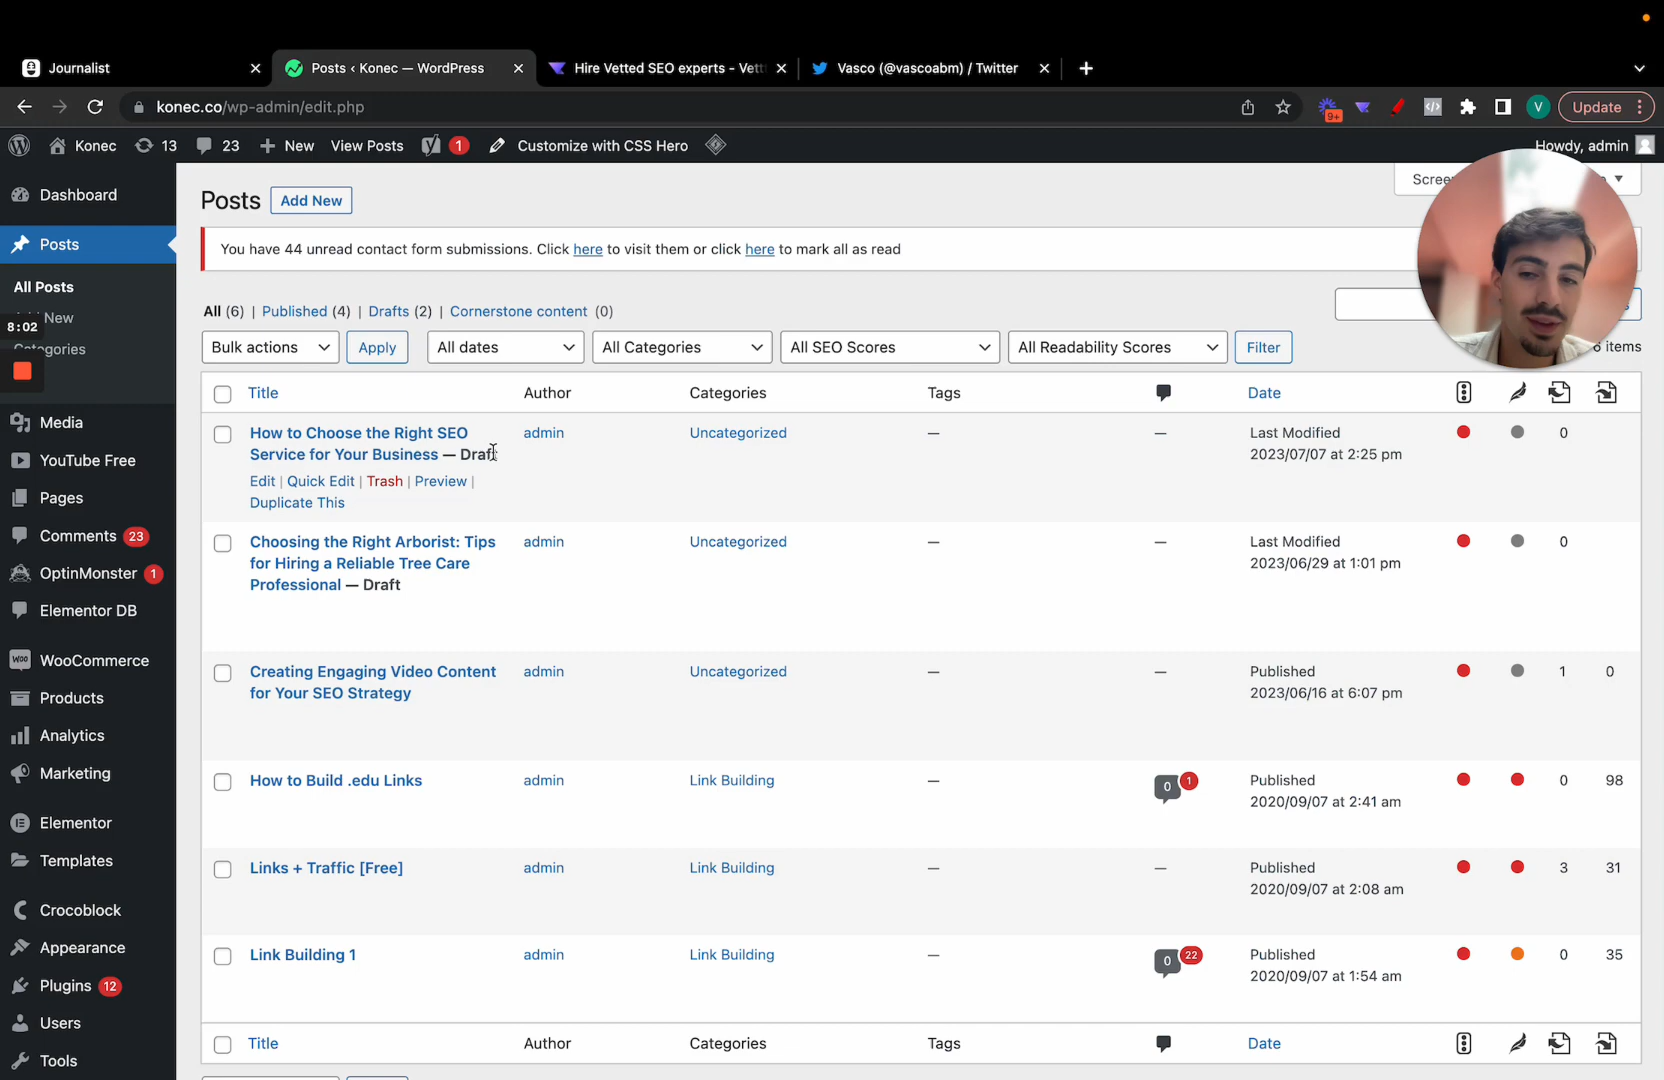 Journalist
Posts ‹ Konec — WordPress
Hire Vetted SEO experts - Vett
Vasco (@vascoabm) / Twitter
konec.co/wp-admin/edit.php
9+
V
Update
Konec
13
23
New
View Posts
1
Customize with CSS Hero
Howdy, admin
Dashboard
Posts
All Posts
New
8:02
Categories
Media
YouTube Free
Pages
Comments 23
OptinMonster 1
Elementor DB
WooCommerce
Products
Analytics
Marketing
Elementor
Templates
Crocoblock
Appearance
Plugins 12
Users
Tools
Posts
Add New
You have 44 unread contact form submissions. Click here to visit them or click here to mark all as read
All (6) | Published (4) | Drafts (2) | Cornerstone content (0)
Bulk actions
Apply
All dates
All Categories
All SEO Scores
All Readability Scores
Filter
items
Title Author Categories Tags Date
How to Choose the Right SEO
Service for Your Business — Draft
Edit | Quick Edit | Trash | Preview |
Duplicate This
admin
Uncategorized
—
—
Last Modified
2023/07/07 at 2:25 pm
0
Choosing the Right Arborist: Tips
for Hiring a Reliable Tree Care
Professional — Draft
admin
Uncategorized
—
—
Last Modified
2023/06/29 at 1:01 pm
0
Creating Engaging Video Content
for Your SEO Strategy
admin
Uncategorized
—
—
Published
2023/06/16 at 6:07 pm
1
0
How to Build .edu Links
admin
Link Building
—
0 1
Published
2020/09/07 at 2:41 am
0
98
Links + Traffic [Free]
admin
Link Building
—
—
Published
2020/09/07 at 2:08 am
3
31
Link Building 1
admin
Link Building
—
0 22
Published
2020/09/07 at 1:54 am
0
35
Title Author Categories Tags Date